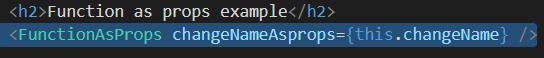 <h2>Function as props example</h2>
<FunctionAsProps changeNameAsprops={this.changeName} />